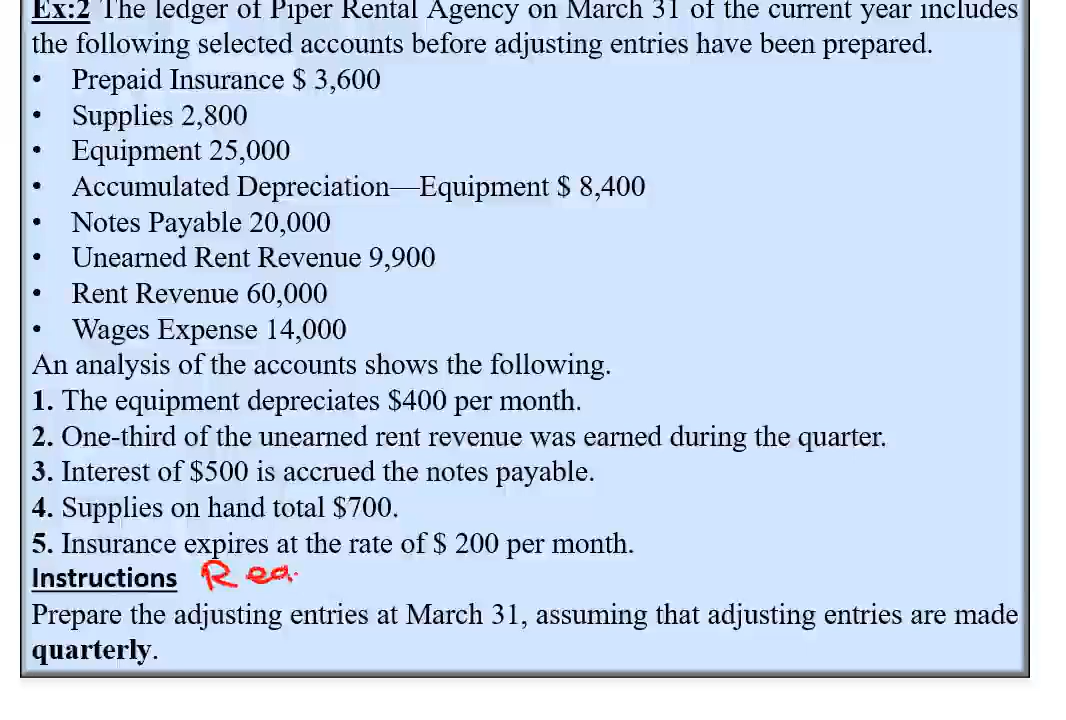 Ex:2 The ledger of Piper Rental Agency on March 31 of the current year includes
the following selected accounts before adjusting entries have been prepared.
• Prepaid Insurance $ 3,600
• Supplies 2,800
• Equipment 25,000
• Accumulated Depreciation—Equipment $ 8,400
• Notes Payable 20,000
• Unearned Rent Revenue 9,900
• Rent Revenue 60,000
• Wages Expense 14,000
An analysis of the accounts shows the following.
1. The equipment depreciates $400 per month.
2. One-third of the unearned rent revenue was earned during the quarter.
3. Interest of $500 is accrued the notes payable.
4. Supplies on hand total $700.
5. Insurance expires at the rate of $ 200 per month.
Instructions
Prepare the adjusting entries at March 31, assuming that adjusting entries are made
quarterly.